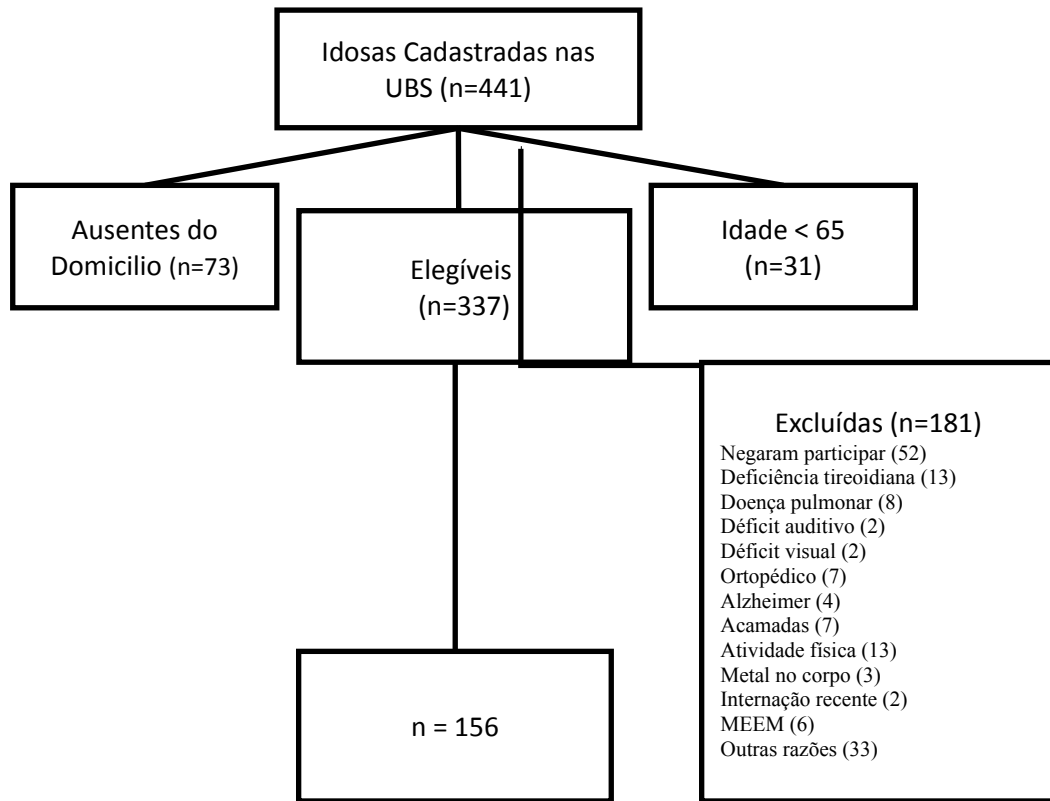 Idosas Cadastradas nas
UBS (n=441)
Ausentes do
Domicilio (n=73)
Elegíveis
(n=337)
Idade < 65
(n=31)
Excluídas (n=181)
Negaram participar (52)
Deficiência tireoidiana (13)
Doença pulmonar (8)
Déficit auditivo (2)
Déficit visual (2)
Ortopédico (7)
Alzheimer (4)
Acamadas (7)
Atividade física (13)
Metal no corpo (3)
Internação recente (2)
MEEM (6)
Outras razões (33)
n = 156